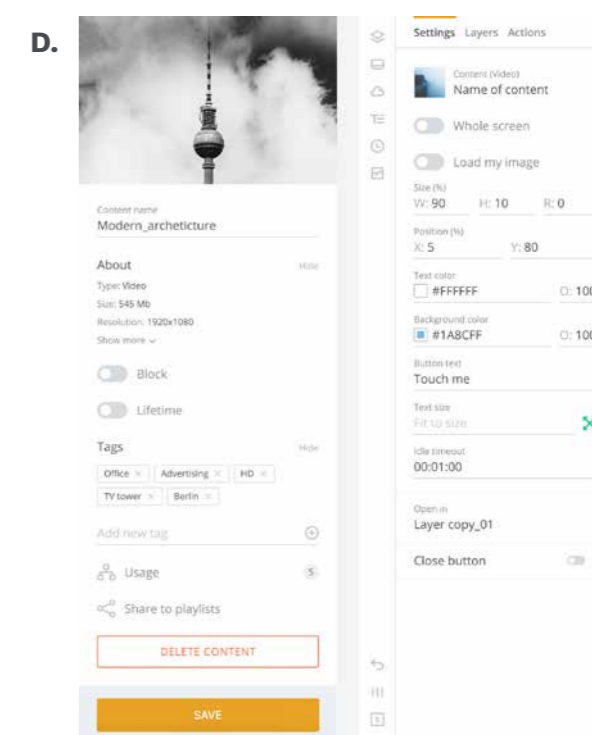 D.
Content name
Modern_archeticture
About Hide
Type: Video
Size: 545 Mb
Resolution: 1920x1080
Show more
Block
Lifetime
Tags Hide
Office × Advertising × HD ×
TV tower × Berlin ×
Add new tag
Usage 5
Share to playlists
DELETE CONTENT
SAVE
Settings Layers Actions
Content (Video)
Name of content
Whole screen
Load my image
Size (%)
W: 90 H: 10 R: 0
Position (%)
X: 5 Y: 80
Text color
#FFFFFF O: 100
Background color
#1A8CFF O: 100
Button text
Touch me
Text size
Fit to size
Idle timeout
00:01:00
Open in
Layer copy_01
Close button